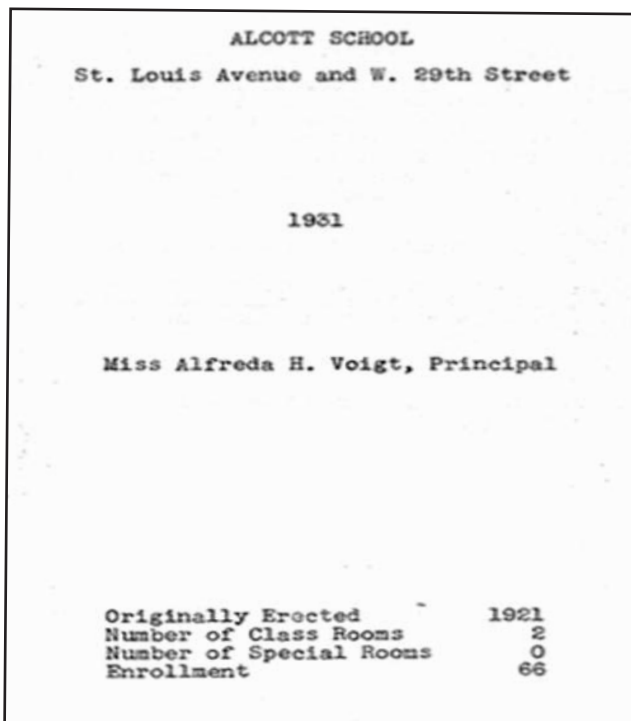 ALCOTT SCHOOL
St. Louis Avenue and W. 29th Street
1931
Miss Alfreda H. Voigt, Principal
Originally Erected 1921
Number of Class Rooms 2
Number of Special Rooms 0
Enrollment 66